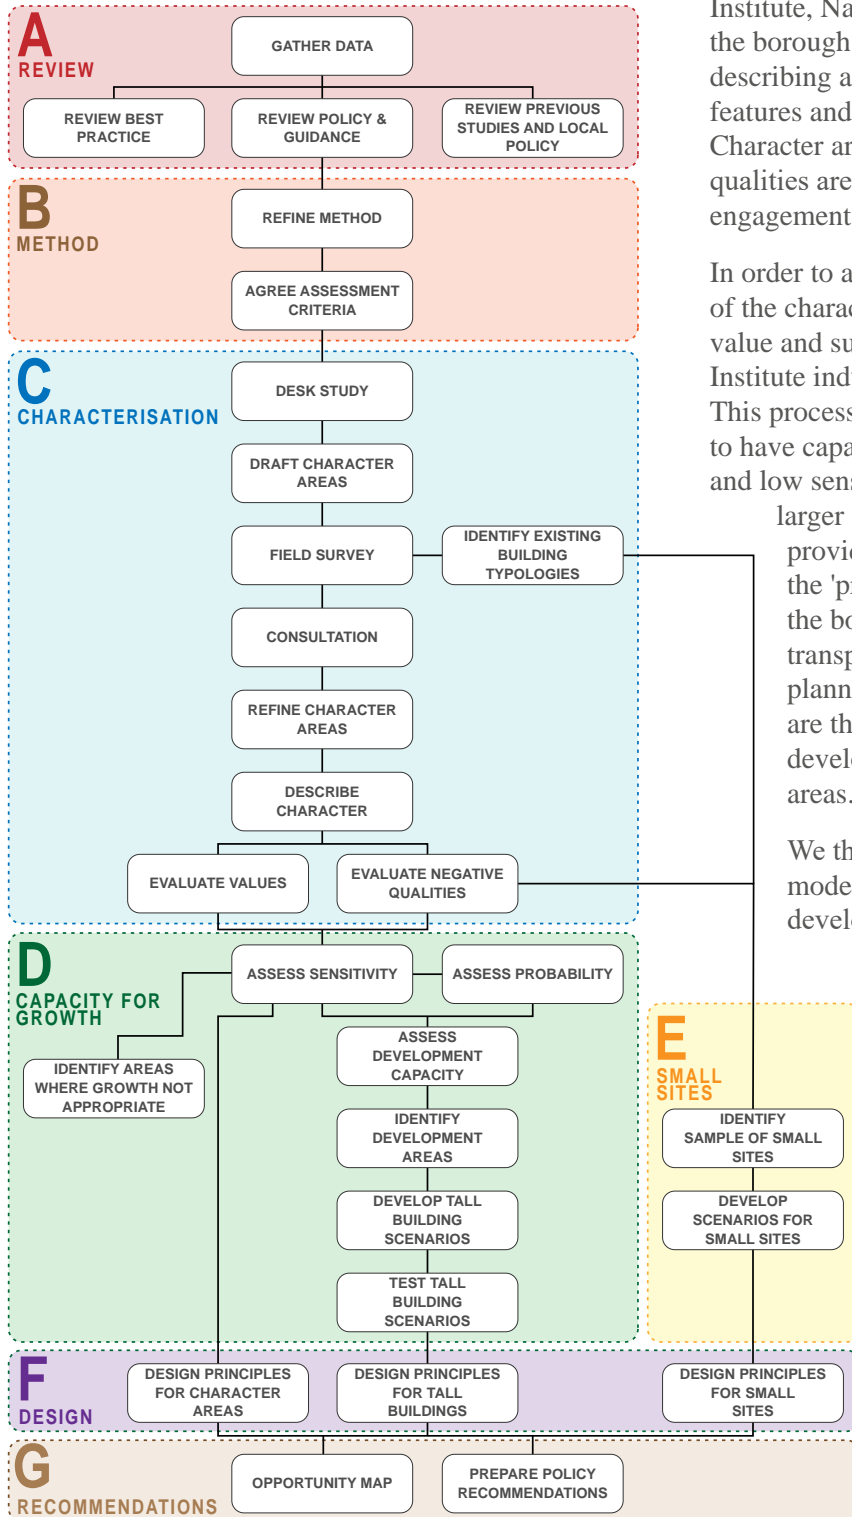 A
REVIEW
GATHER DATA
REVIEW BEST
PRACTICE
REVIEW POLICY &
GUIDANCE
REVIEW PREVIOUS
STUDIES AND LOCAL
POLICY
B
METHOD
REFINE METHOD
AGREE ASSESSMENT
CRITERIA
C
CHARACTERISATION
DESK STUDY
DRAFT CHARACTER
AREAS
FIELD SURVEY
IDENTIFY EXISTING
BUILDING
TYPOLOGIES
CONSULTATION
REFINE CHARACTER
AREAS
DESCRIBE
CHARACTER
EVALUATE VALUES
EVALUATE NEGATIVE
QUALITIES
D
CAPACITY FOR
GROWTH
ASSESS SENSITIVITY
ASSESS PROBABILITY
IDENTIFY AREAS
WHERE GROWTH NOT
APPROPRIATE
ASSESS
DEVELOPMENT
CAPACITY
IDENTIFY
DEVELOPMENT
AREAS
DEVELOP TALL
BUILDING
SCENARIOS
TEST TALL
BUILDING
SCENARIOS
E
SMALL
SITES
IDENTIFY
SAMPLE OF SMALL
SITES
DEVELOP
SCENARIOS FOR
SMALL SITES
F
DESIGN
DESIGN PRINCIPLES
FOR CHARACTER
AREAS
DESIGN PRINCIPLES
FOR TALL
BUILDINGS
DESIGN PRINCIPLES
FOR SMALL
SITES
G
RECOMMENDATIONS
OPPORTUNITY MAP
PREPARE POLICY
RECOMMENDATIONS
Institute, Na
the borough
describing a
features and
Character ar
qualities are
engagement
In order to a
of the charac
value and su
Institute ind
This process
to have capa
and low sens
larger
provid
the 'p
the bo
transp
plann
are th
develo
areas.
We th
mode
develo